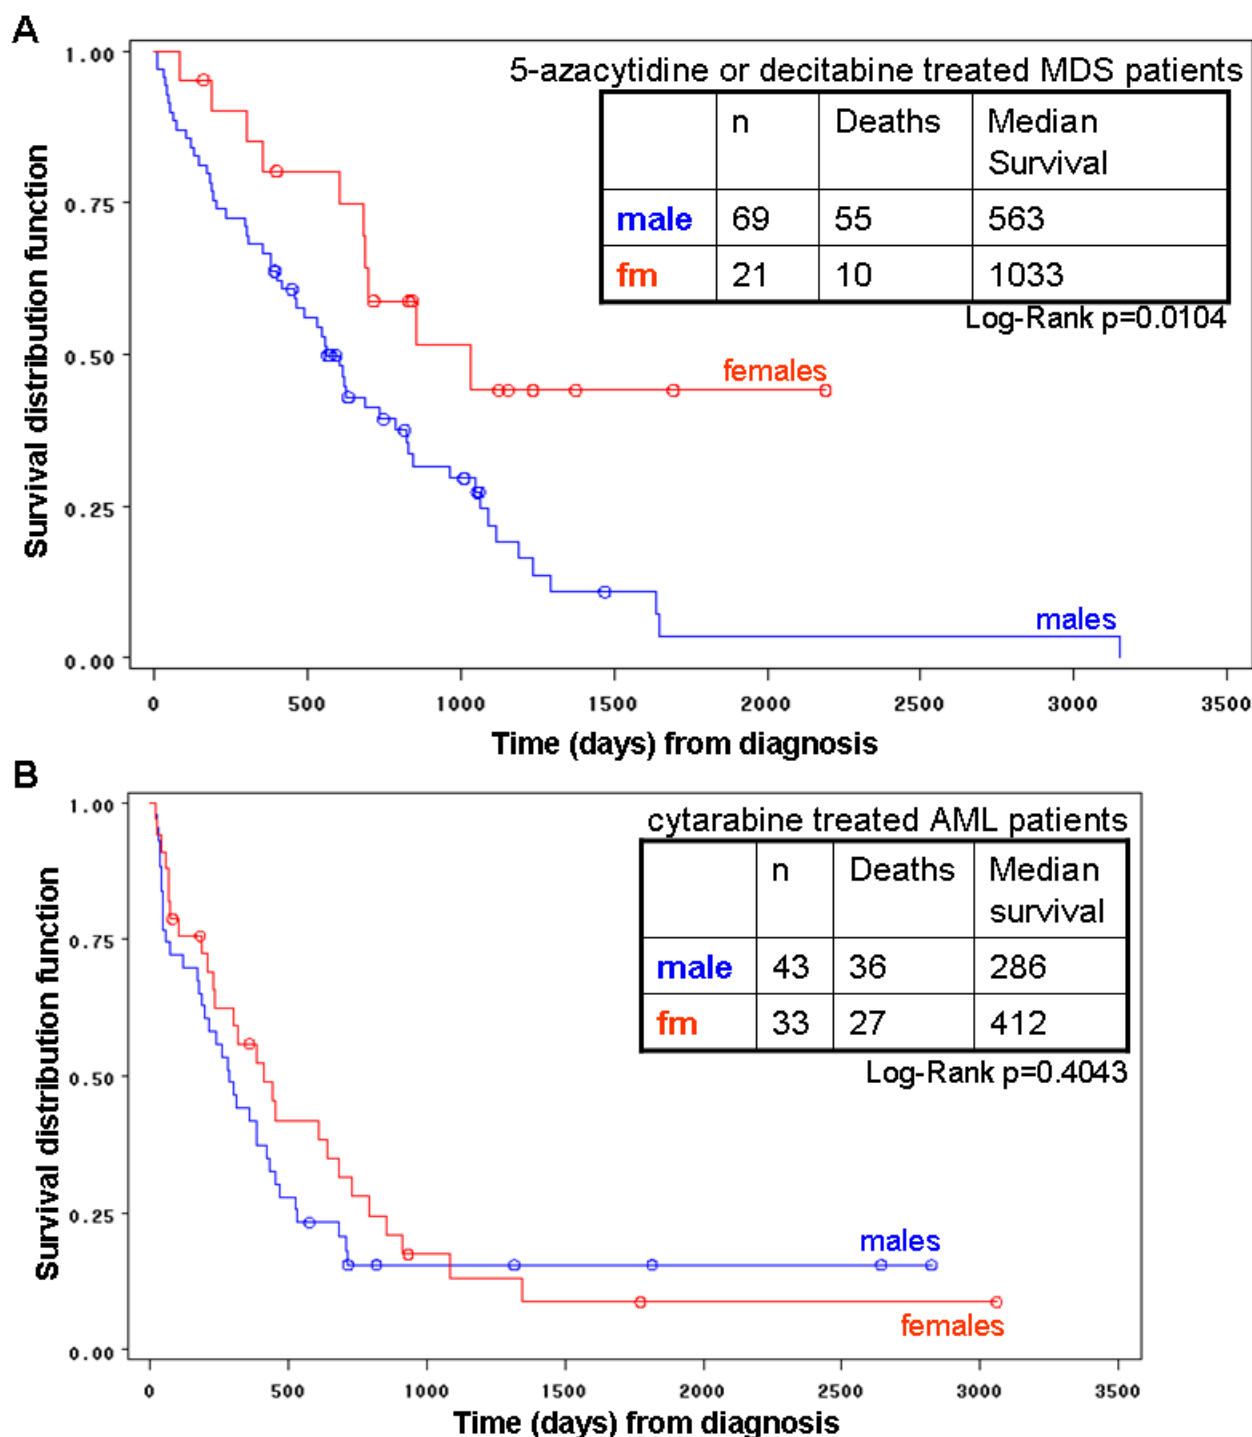 A
5-azacytidine or decitabine treated MDS patients
n Deaths Median Survival
male 69 55 563
fm 21 10 1033
Log-Rank p=0.0104
females
males
Survival distribution function
1.00
0.75
0.50
0.25
0.00
0 500 1000 1500 2000 2500 3000 3500
Time (days) from diagnosis
B
cytarabine treated AML patients
n Deaths Median survival
male 43 36 286
fm 33 27 412
Log-Rank p=0.4043
males
females
Survival distribution function
1.00
0.75
0.50
0.25
0.00
0 500 1000 1500 2000 2500 3000 3500
Time (days) from diagnosis